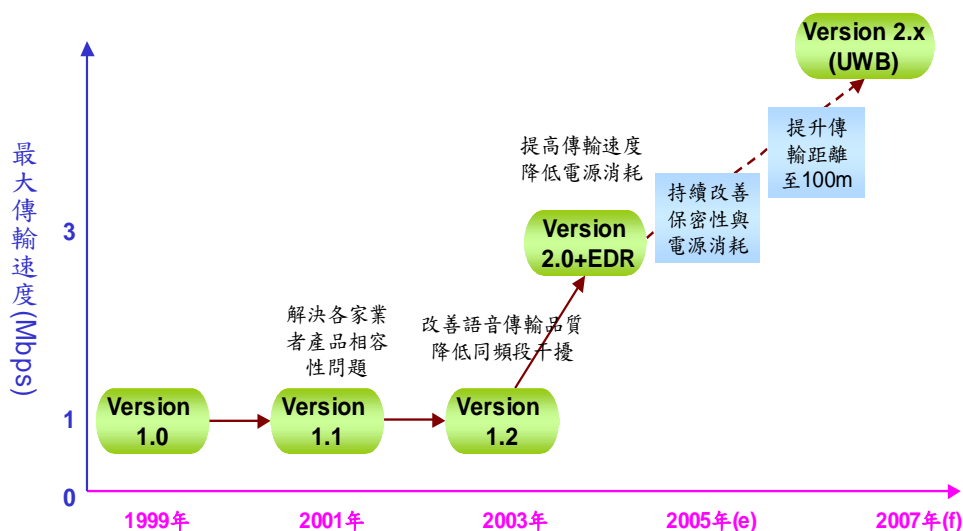 Version 2.x
(UWB)
提升傳
輸距離
至100m
提高傳輸速度
降低電源消耗
持續改善
保密性與
電源消耗
最大傳輸速度(Mbps)
3
Version
2.0+EDR
解決各家業
者產品相容
性問題
改善語音傳輸品質
降低同頻段干擾
1
Version
1.0
Version
1.1
Version
1.2
0
1999年
2001年
2003年
2005年(e)
2007年(f)